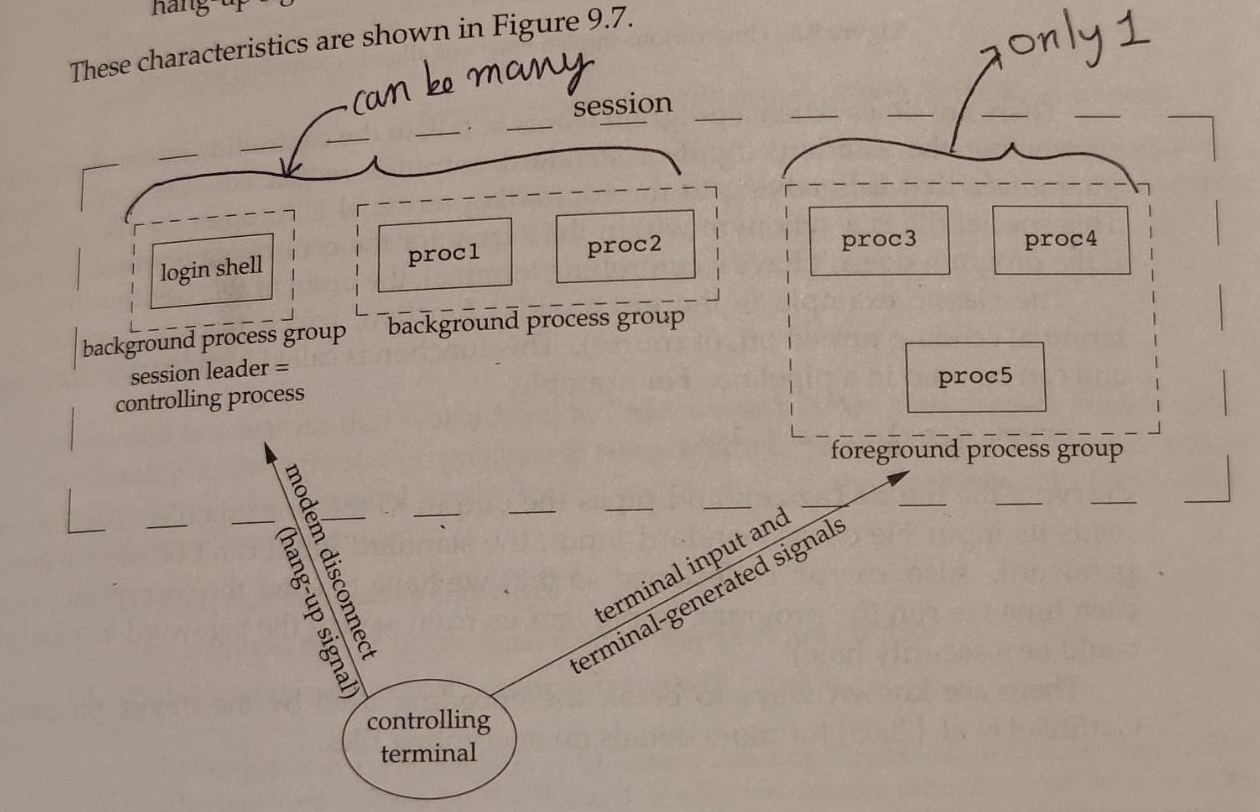 hang-up
These characteristics are shown in Figure 9.7.
only 1
can be many
session
login shell
proc1
proc2
proc3
proc4
background process group
session leader =
controlling process
background process group
proc5
foreground process group
modem disconnect
(hang-up signal)
terminal input and
terminal-generated signals
controlling
terminal